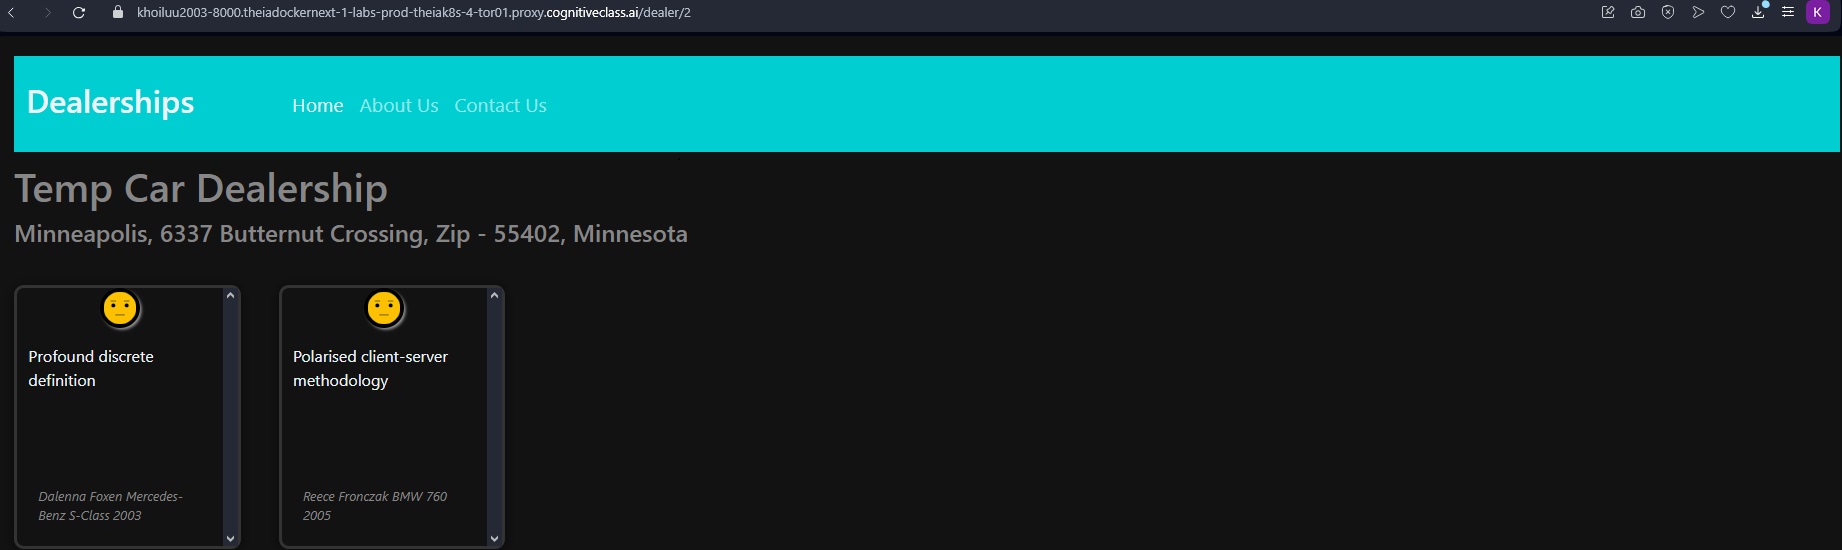 khoiluu2003-8000.theiadockernext-1-labs-prod-theiak8s-4-tor01.proxy.cognitiveclass.ai/dealer/2
K
Dealerships
Home About Us Contact Us
Temp Car Dealership
Minneapolis, 6337 Butternut Crossing, Zip - 55402, Minnesota
Profound discrete
definition
Dalenna Foxen Mercedes-
Benz S-Class 2003
Polarised client-server
methodology
Reece Fronczak BMW 760
2005